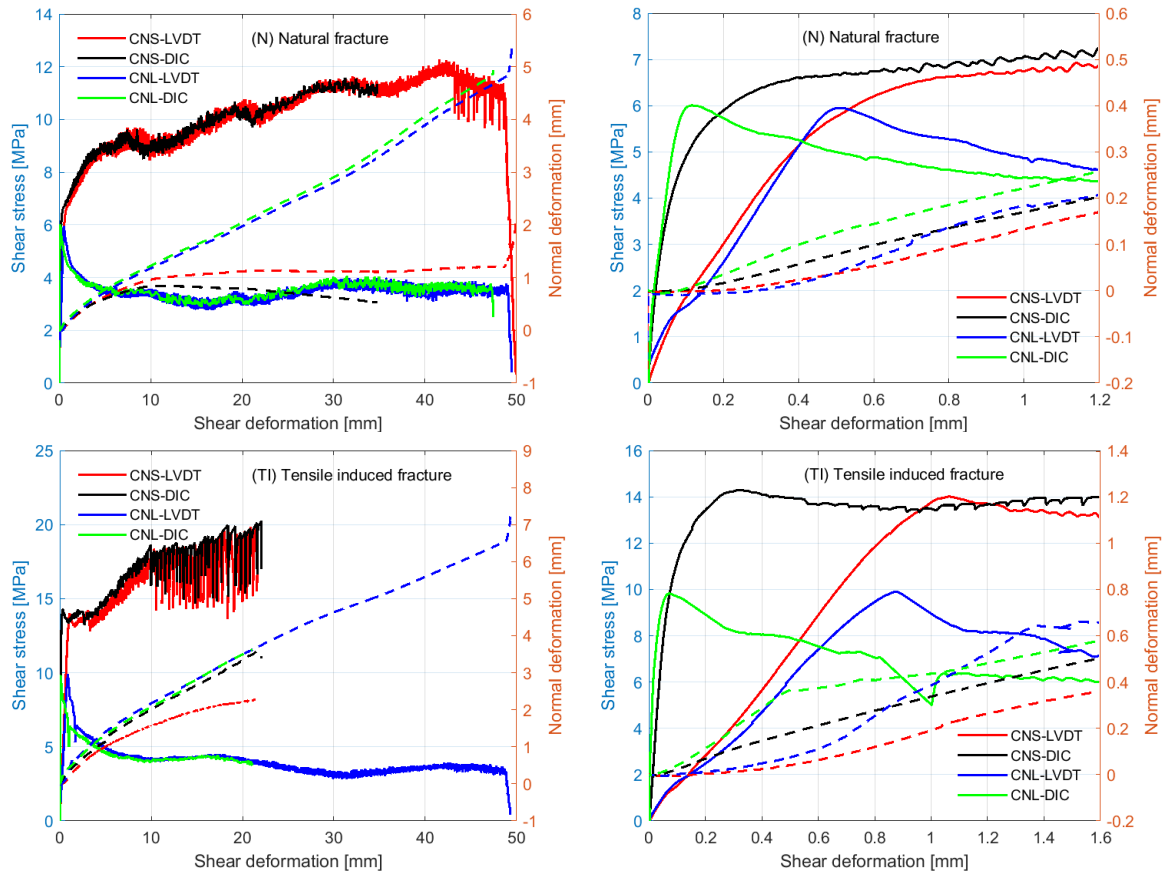 (N) Natural fracture
CNS-LVDT
CNS-DIC
CNL-LVDT
CNL-DIC
Shear stress [MPa]
14
12
10
8
6
4
2
0
Normal deformation [mm]
6
5
4
3
2
1
0
-1
0 10 20 30 40 50
Shear deformation [mm]
(N) Natural fracture
CNS-LVDT
CNS-DIC
CNL-LVDT
CNL-DIC
Shear stress [MPa]
8
7
6
5
4
3
2
1
0
Normal deformation [mm]
0.6
0.5
0.4
0.3
0.2
0.1
0
-0.1
-0.2
0 0.2 0.4 0.6 0.8 1 1.2
Shear deformation [mm]
(TI) Tensile induced fracture
CNS-LVDT
CNS-DIC
CNL-LVDT
CNL-DIC
Shear stress [MPa]
25
20
15
10
5
0
Normal deformation [mm]
9
8
7
6
5
4
3
2
1
0
-1
0 10 20 30 40 50
Shear deformation [mm]
(TI) Tensile induced fracture
CNS-LVDT
CNS-DIC
CNL-LVDT
CNL-DIC
Shear stress [MPa]
16
14
12
10
8
6
4
2
0
Normal deformation [mm]
1.4
1.2
1
0.8
0.6
0.4
0.2
0
-0.2
0 0.2 0.4 0.6 0.8 1 1.2 1.4 1.6
Shear deformation [mm]